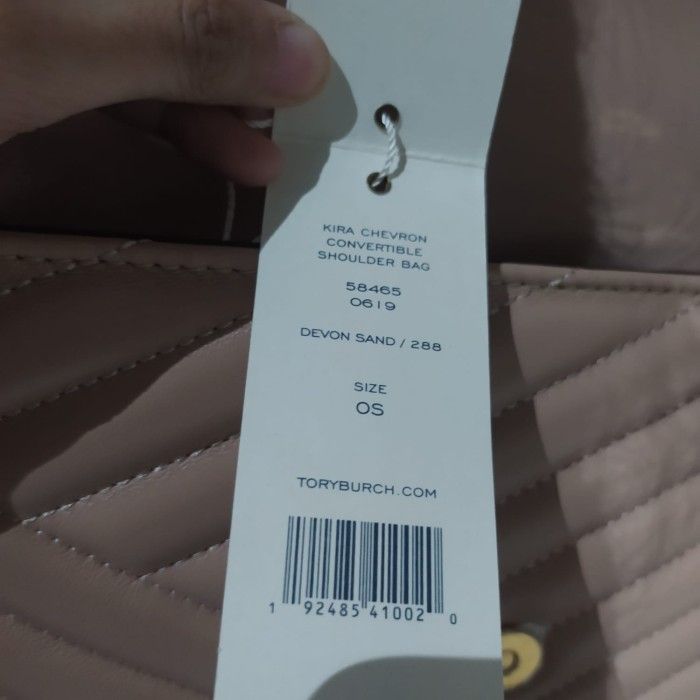 KIRA CHEVRON
CONVERTIBLE
SHOULDER BAG
58465
0619
DEVON SAND / 288
SIZE
OS
TORYBURCH.COM
1 92485 41002 0